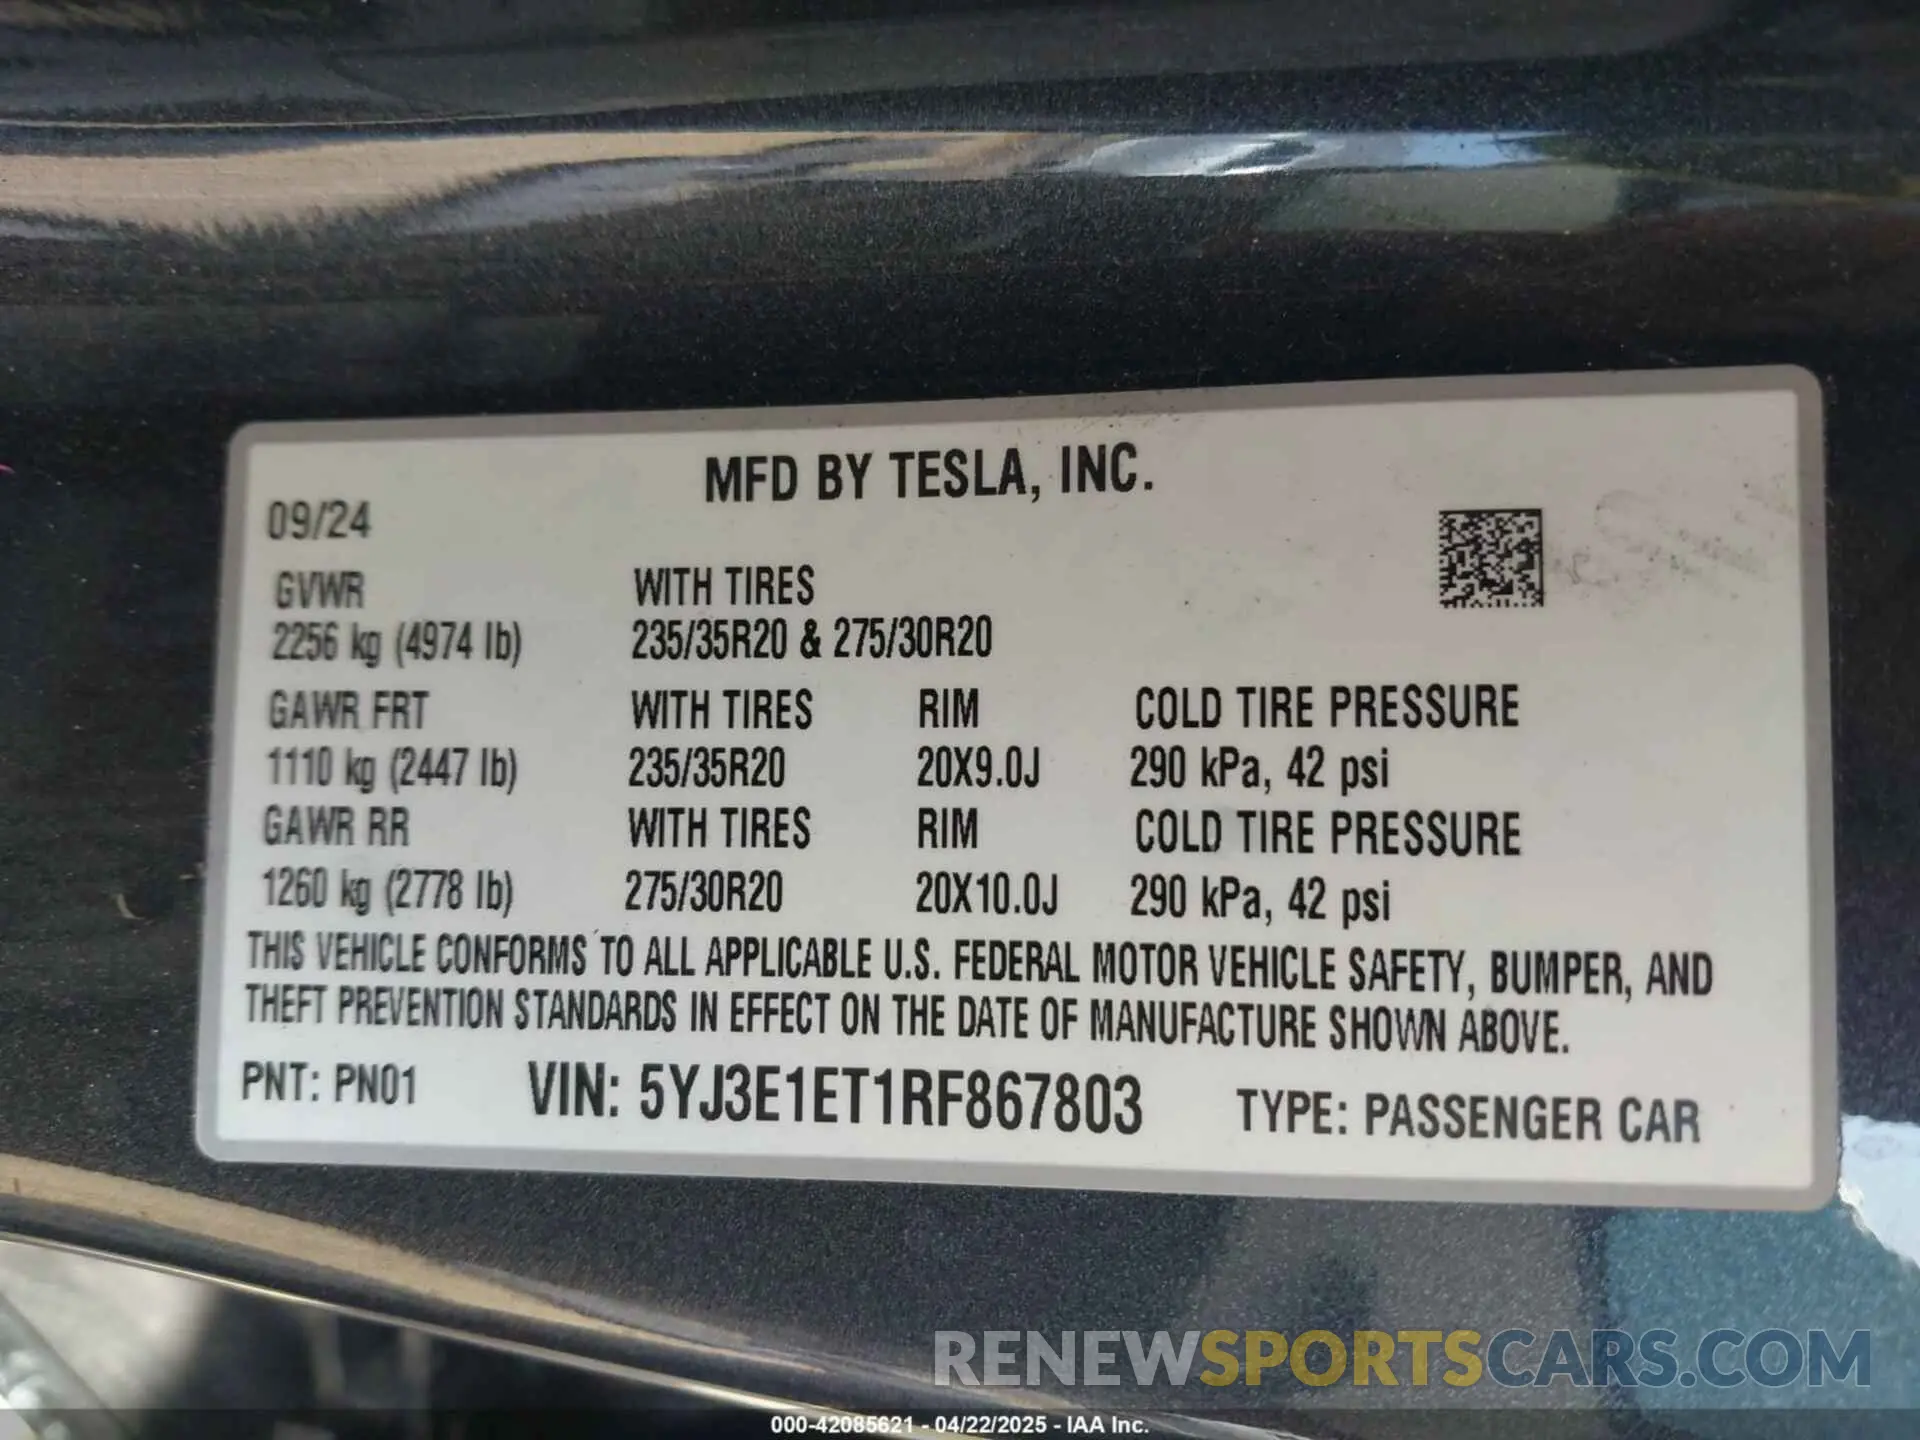 MFD BY TESLA, INC.
09/24
GVWR WITH TIRES
2256 kg (4974 lb) 235/35R20 & 275/30R20
GAWR FRT WITH TIRES RIM COLD TIRE PRESSURE
1110 kg (2447 lb) 235/35R20 20X9.0J 290 kPa, 42 psi
GAWR RR WITH TIRES RIM COLD TIRE PRESSURE
1260 kg (2778 lb) 275/30R20 20X10.0J 290 kPa, 42 psi
THIS VEHICLE CONFORMS TO ALL APPLICABLE U.S. FEDERAL MOTOR VEHICLE SAFETY, BUMPER, AND
THEFT PREVENTION STANDARDS IN EFFECT ON THE DATE OF MANUFACTURE SHOWN ABOVE.
PNT: PN01 VIN: 5YJ3E1ET1RF867803 TYPE: PASSENGER CAR
RENEWSPORTSCARS.COM
000-42085621 - 04/22/2025 - IAA Inc.